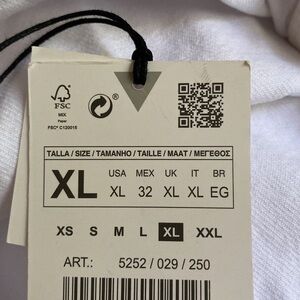 FSC
MIX
Paper
FSC® C120015
TALLA / SIZE / TAMANHO / TAILLE / MAAT / ΜΕΓΕΘΟΣ
XL
USA MEX UK IT BR
XL 32 XL XL EG
XS S M L XL XXL
ART.: 5252 / 029 / 250